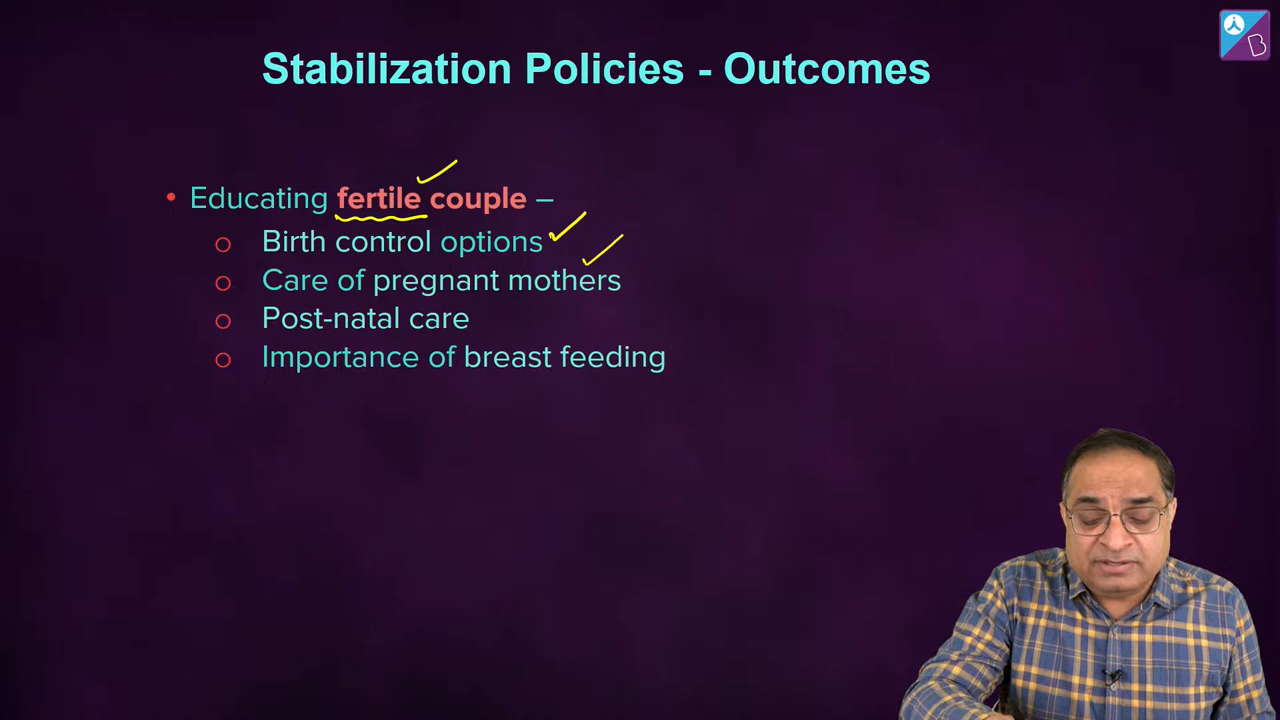 Stabilization Policies - Outcomes
• Educating fertile couple –
o Birth control options
o Care of pregnant mothers
o Post-natal care
o Importance of breast feeding
B